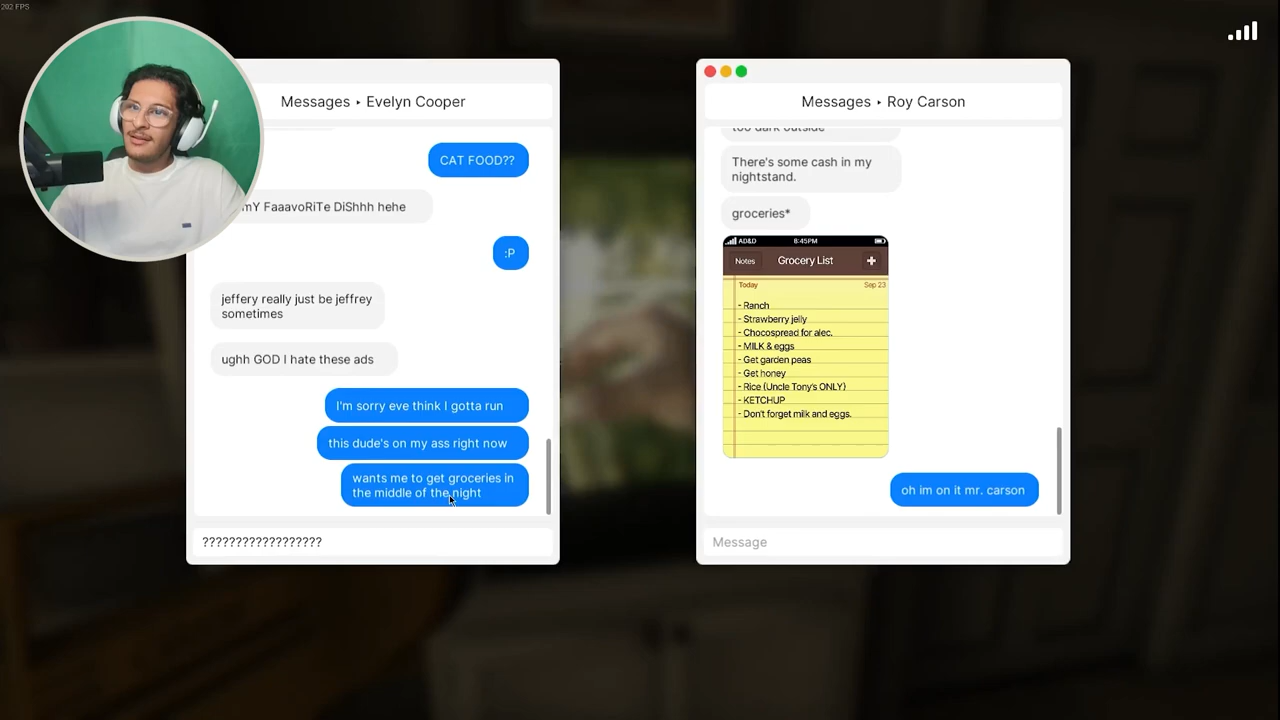 202 FPS
Messages ‣ Evelyn Cooper
CAT FOOD??
mY FaaavoRiTe DiShhh hehe
:P
jeffery really just be jeffrey
sometimes
ughh GOD I hate these ads
I'm sorry eve think I gotta run
this dude's on my ass right now
wants me to get groceries in
the middle of the night
??????????????????
Messages ‣ Roy Carson
too dark outside
There's some cash in my
nightstand.
groceries*
AD&D 8:45PM
Notes Grocery List +
Today Sep 23
- Ranch
- Strawberry jelly
- Chocospread for alec.
- MILK & eggs
- Get garden peas
- Get honey
- Rice (Uncle Tony's ONLY)
- KETCHUP
- Don't forget milk and eggs.
oh im on it mr. carson
Message